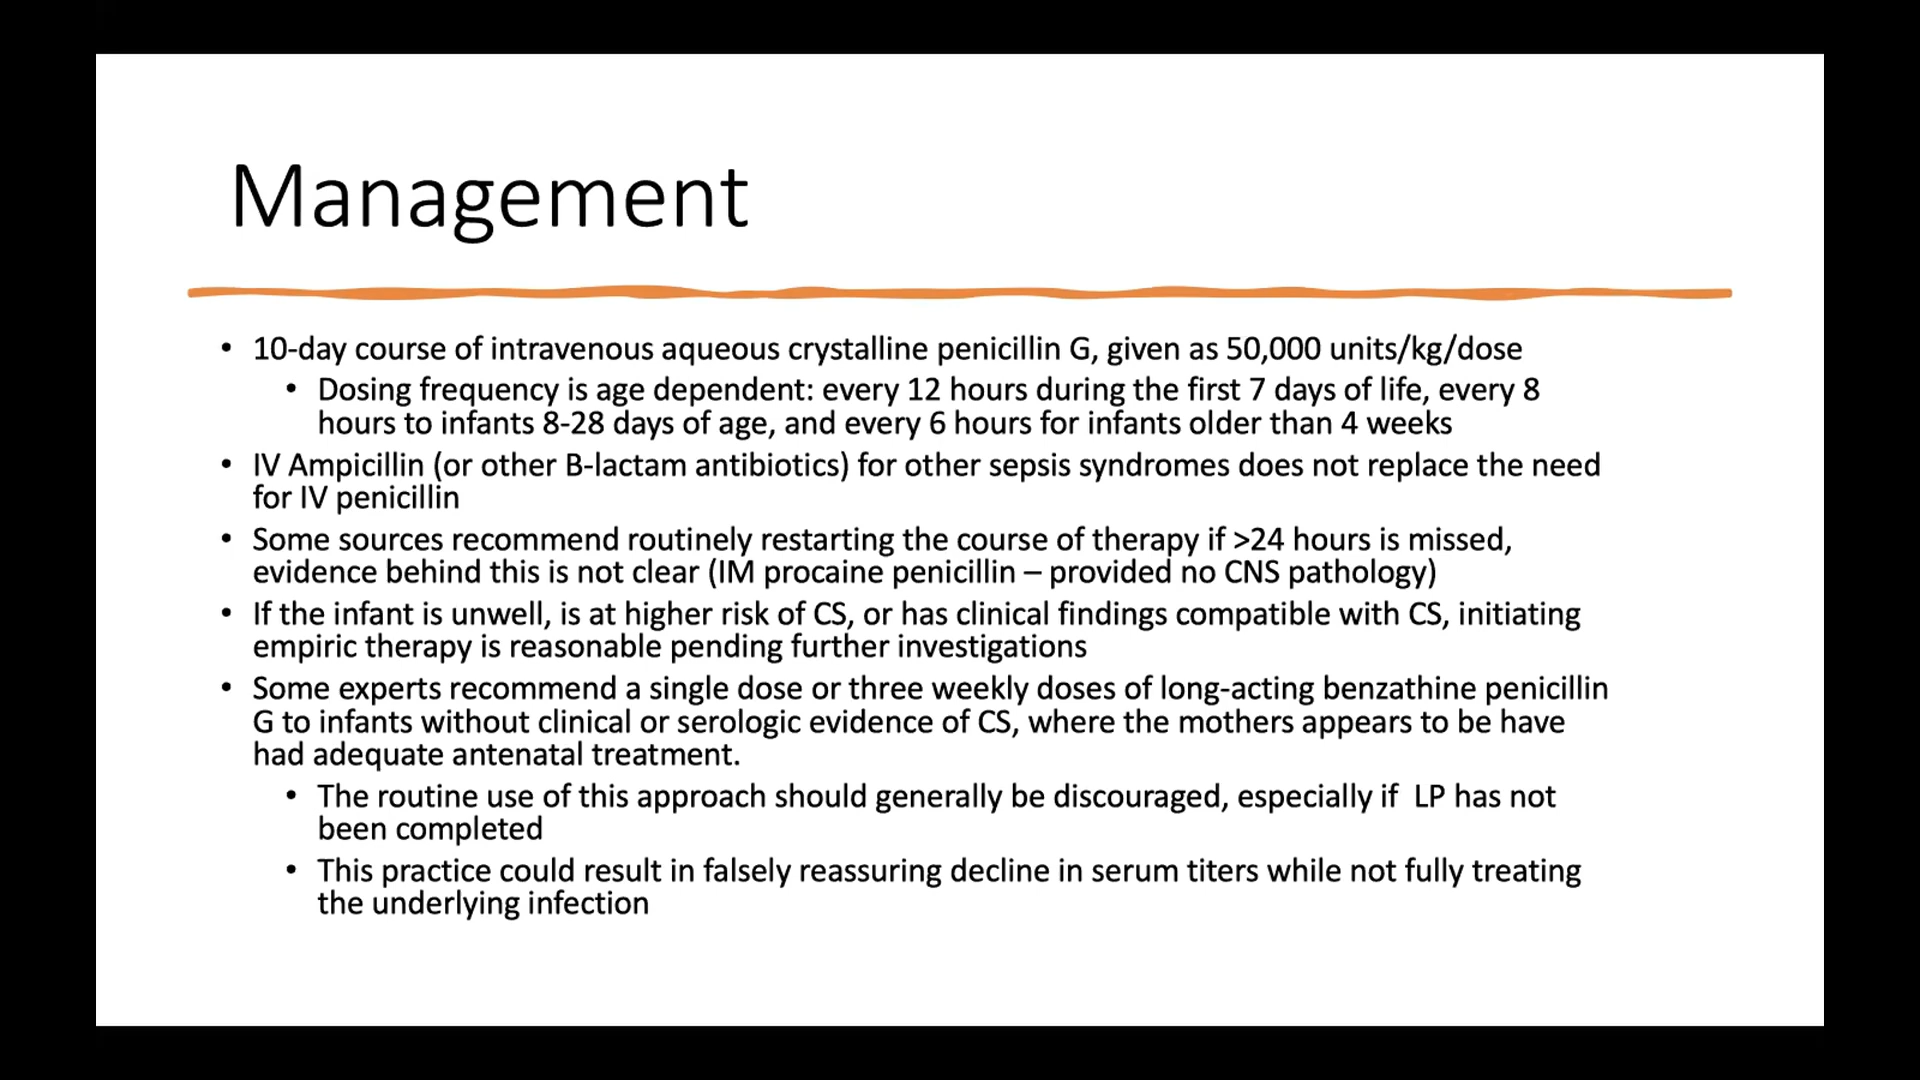 Management
• 10-day course of intravenous aqueous crystalline penicillin G, given as 50,000 units/kg/dose
• Dosing frequency is age dependent: every 12 hours during the first 7 days of life, every 8
hours to infants 8-28 days of age, and every 6 hours for infants older than 4 weeks
• IV Ampicillin (or other B-lactam antibiotics) for other sepsis syndromes does not replace the need
for IV penicillin
• Some sources recommend routinely restarting the course of therapy if >24 hours is missed,
evidence behind this is not clear (IM procaine penicillin – provided no CNS pathology)
• If the infant is unwell, is at higher risk of CS, or has clinical findings compatible with CS, initiating
empiric therapy is reasonable pending further investigations
• Some experts recommend a single dose or three weekly doses of long-acting benzathine penicillin
G to infants without clinical or serologic evidence of CS, where the mothers appears to be have
had adequate antenatal treatment.
• The routine use of this approach should generally be discouraged, especially if  LP has not
been completed
• This practice could result in falsely reassuring decline in serum titers while not fully treating
the underlying infection